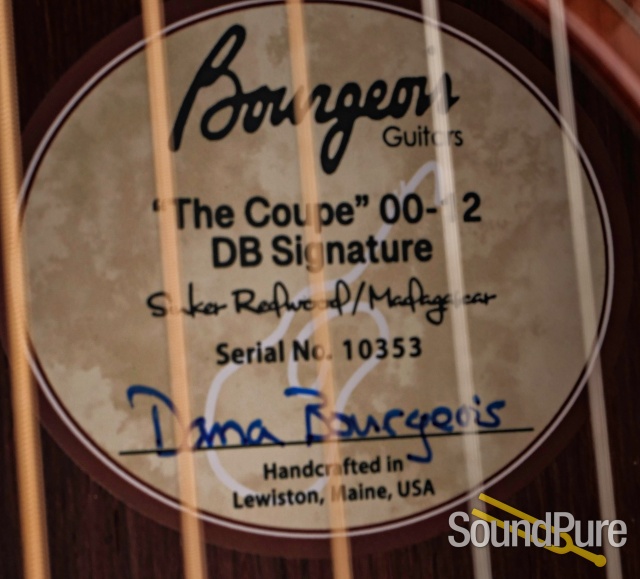 Bourgeois
Guitars
"The Coupe" 00-12
DB Signature
Sinker Redwood/Madagascar
Serial No. 10353
Dana Bourgeois
Handcrafted in
Lewiston, Maine, USA
SoundPure